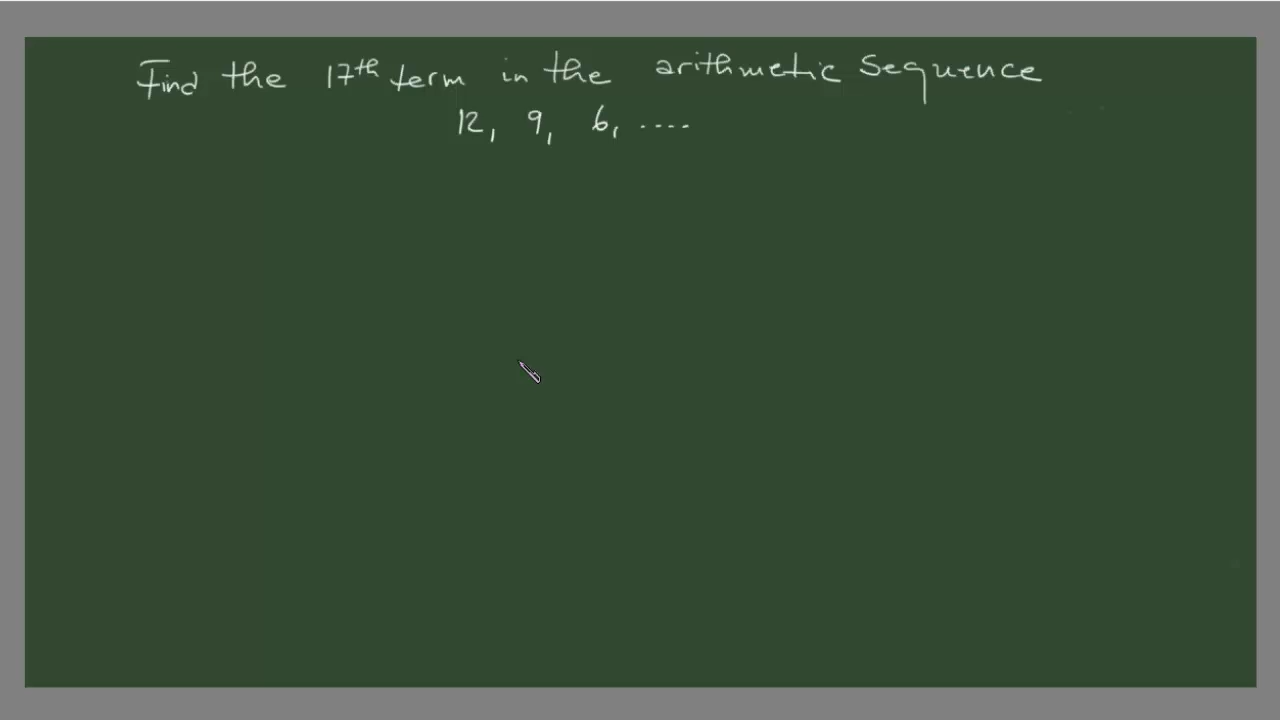 Find the 17th term in the arithmetic sequence
12, 9, 6, ....